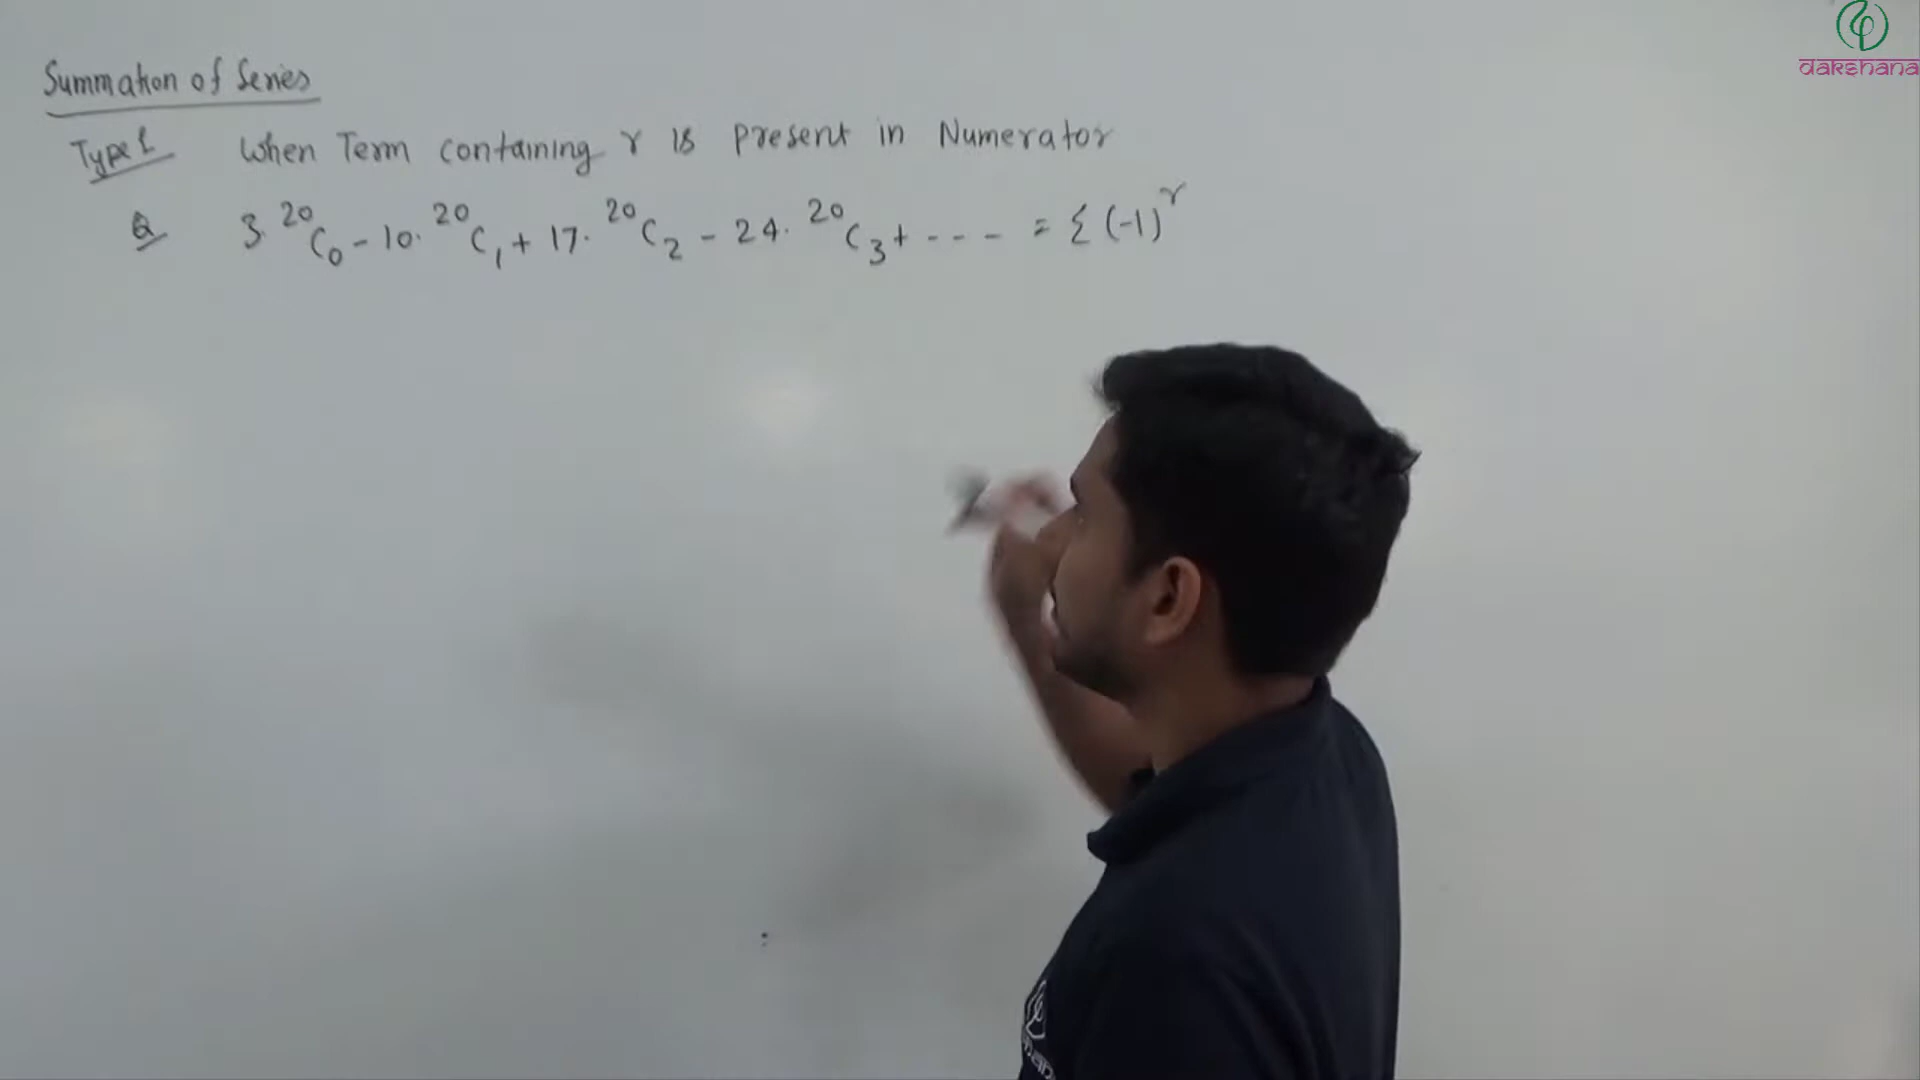 dakshana
Summation of Series
Type 1 When Term containing r is present in Numerator
Q 3. ²⁰C₀ - 10. ²⁰C₁ + 17. ²⁰C₂ - 24. ²⁰C₃ + - - - = Σ (-1)^r